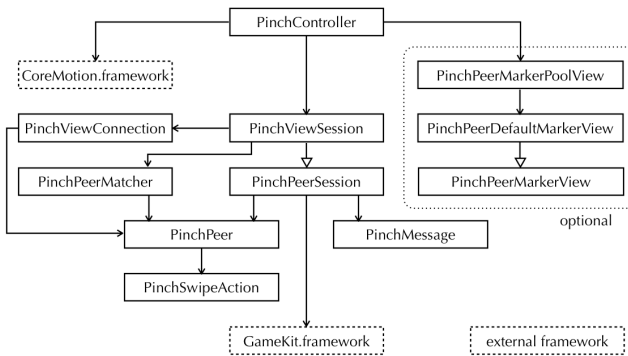 PinchController
CoreMotion.framework
PinchPeerMarkerPoolView
PinchViewConnection
PinchViewSession
PinchPeerDefaultMarkerView
PinchPeerMatcher
PinchPeerSession
PinchPeerMarkerView
optional
PinchPeer
PinchMessage
PinchSwipeAction
GameKit.framework
external framework